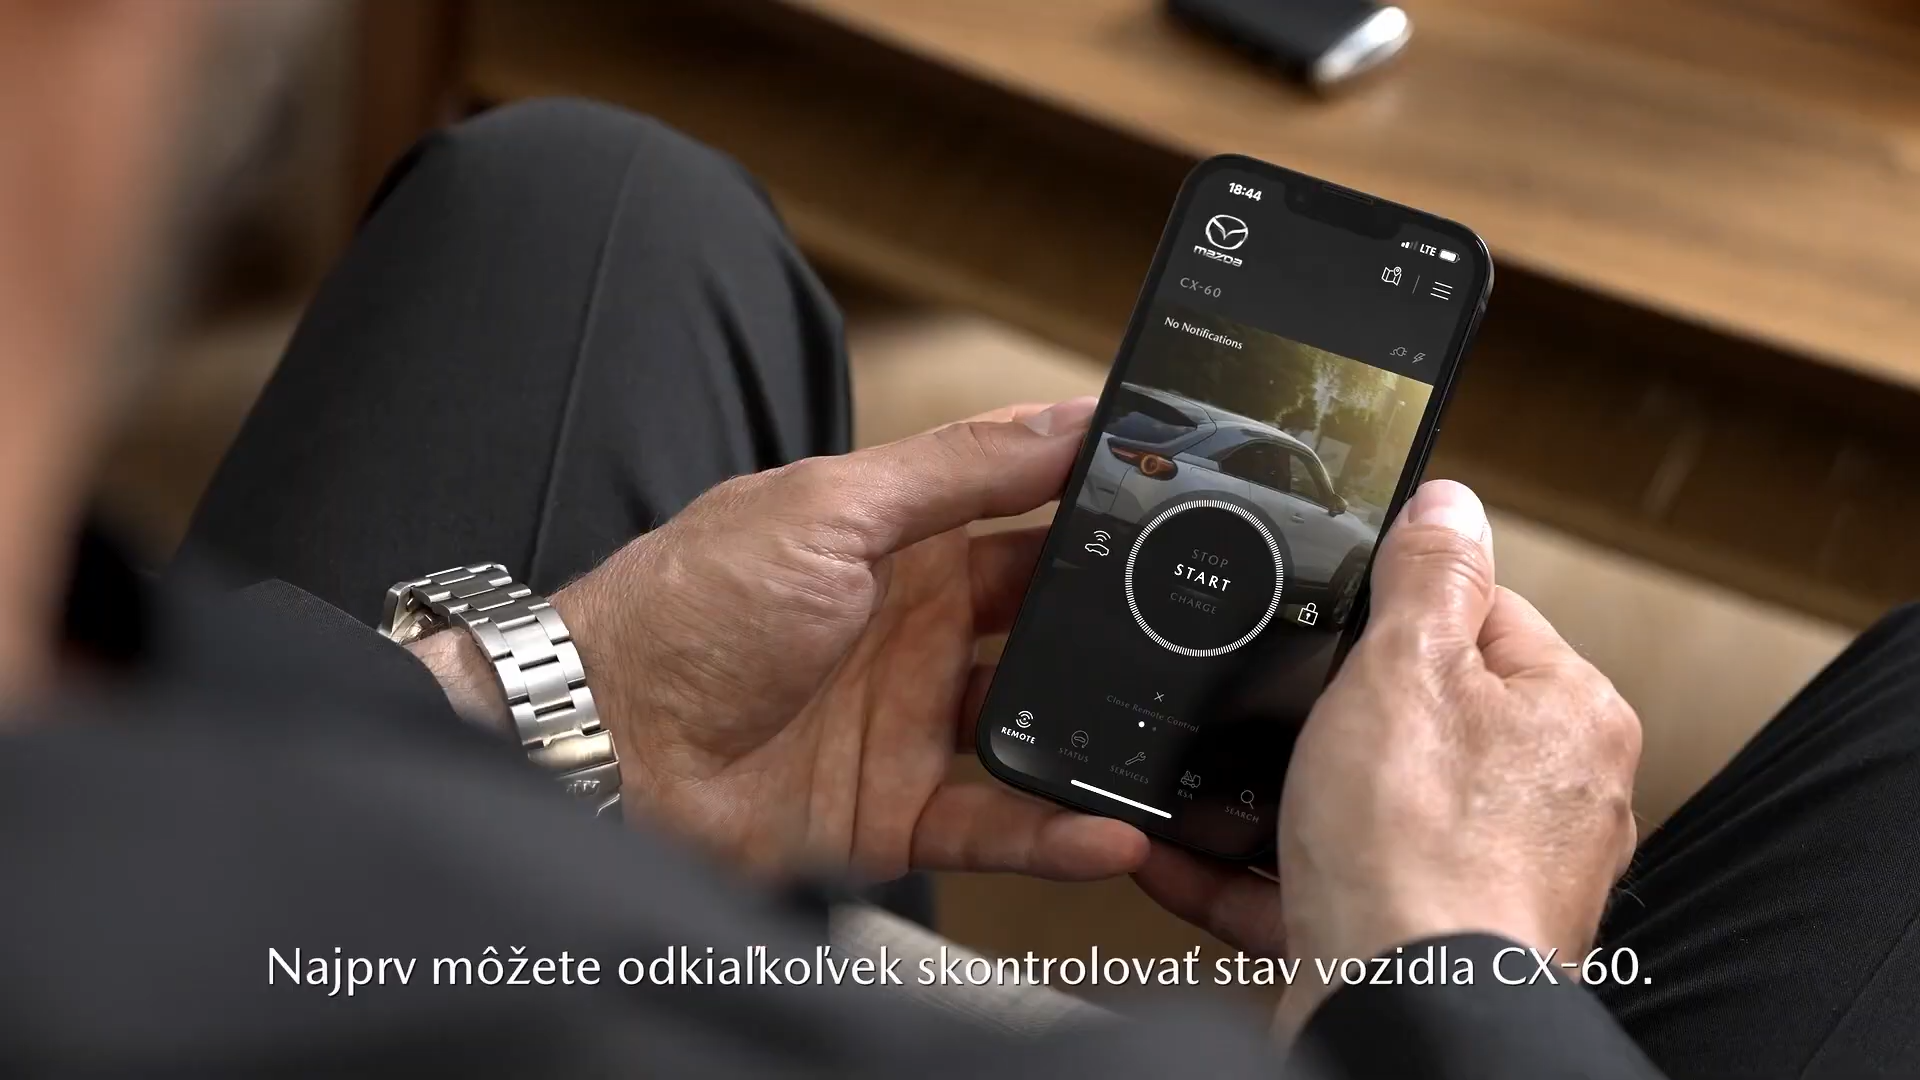 18:44
LTE
mazda
CX-60
No Notifications
STOP
START
CHARGE
Close Remote Control
REMOTE
STATUS
SERVICES
RSA
SEARCH
Najprv môžete odkiaľkoľvek skontrolovať stav vozidla CX-60.